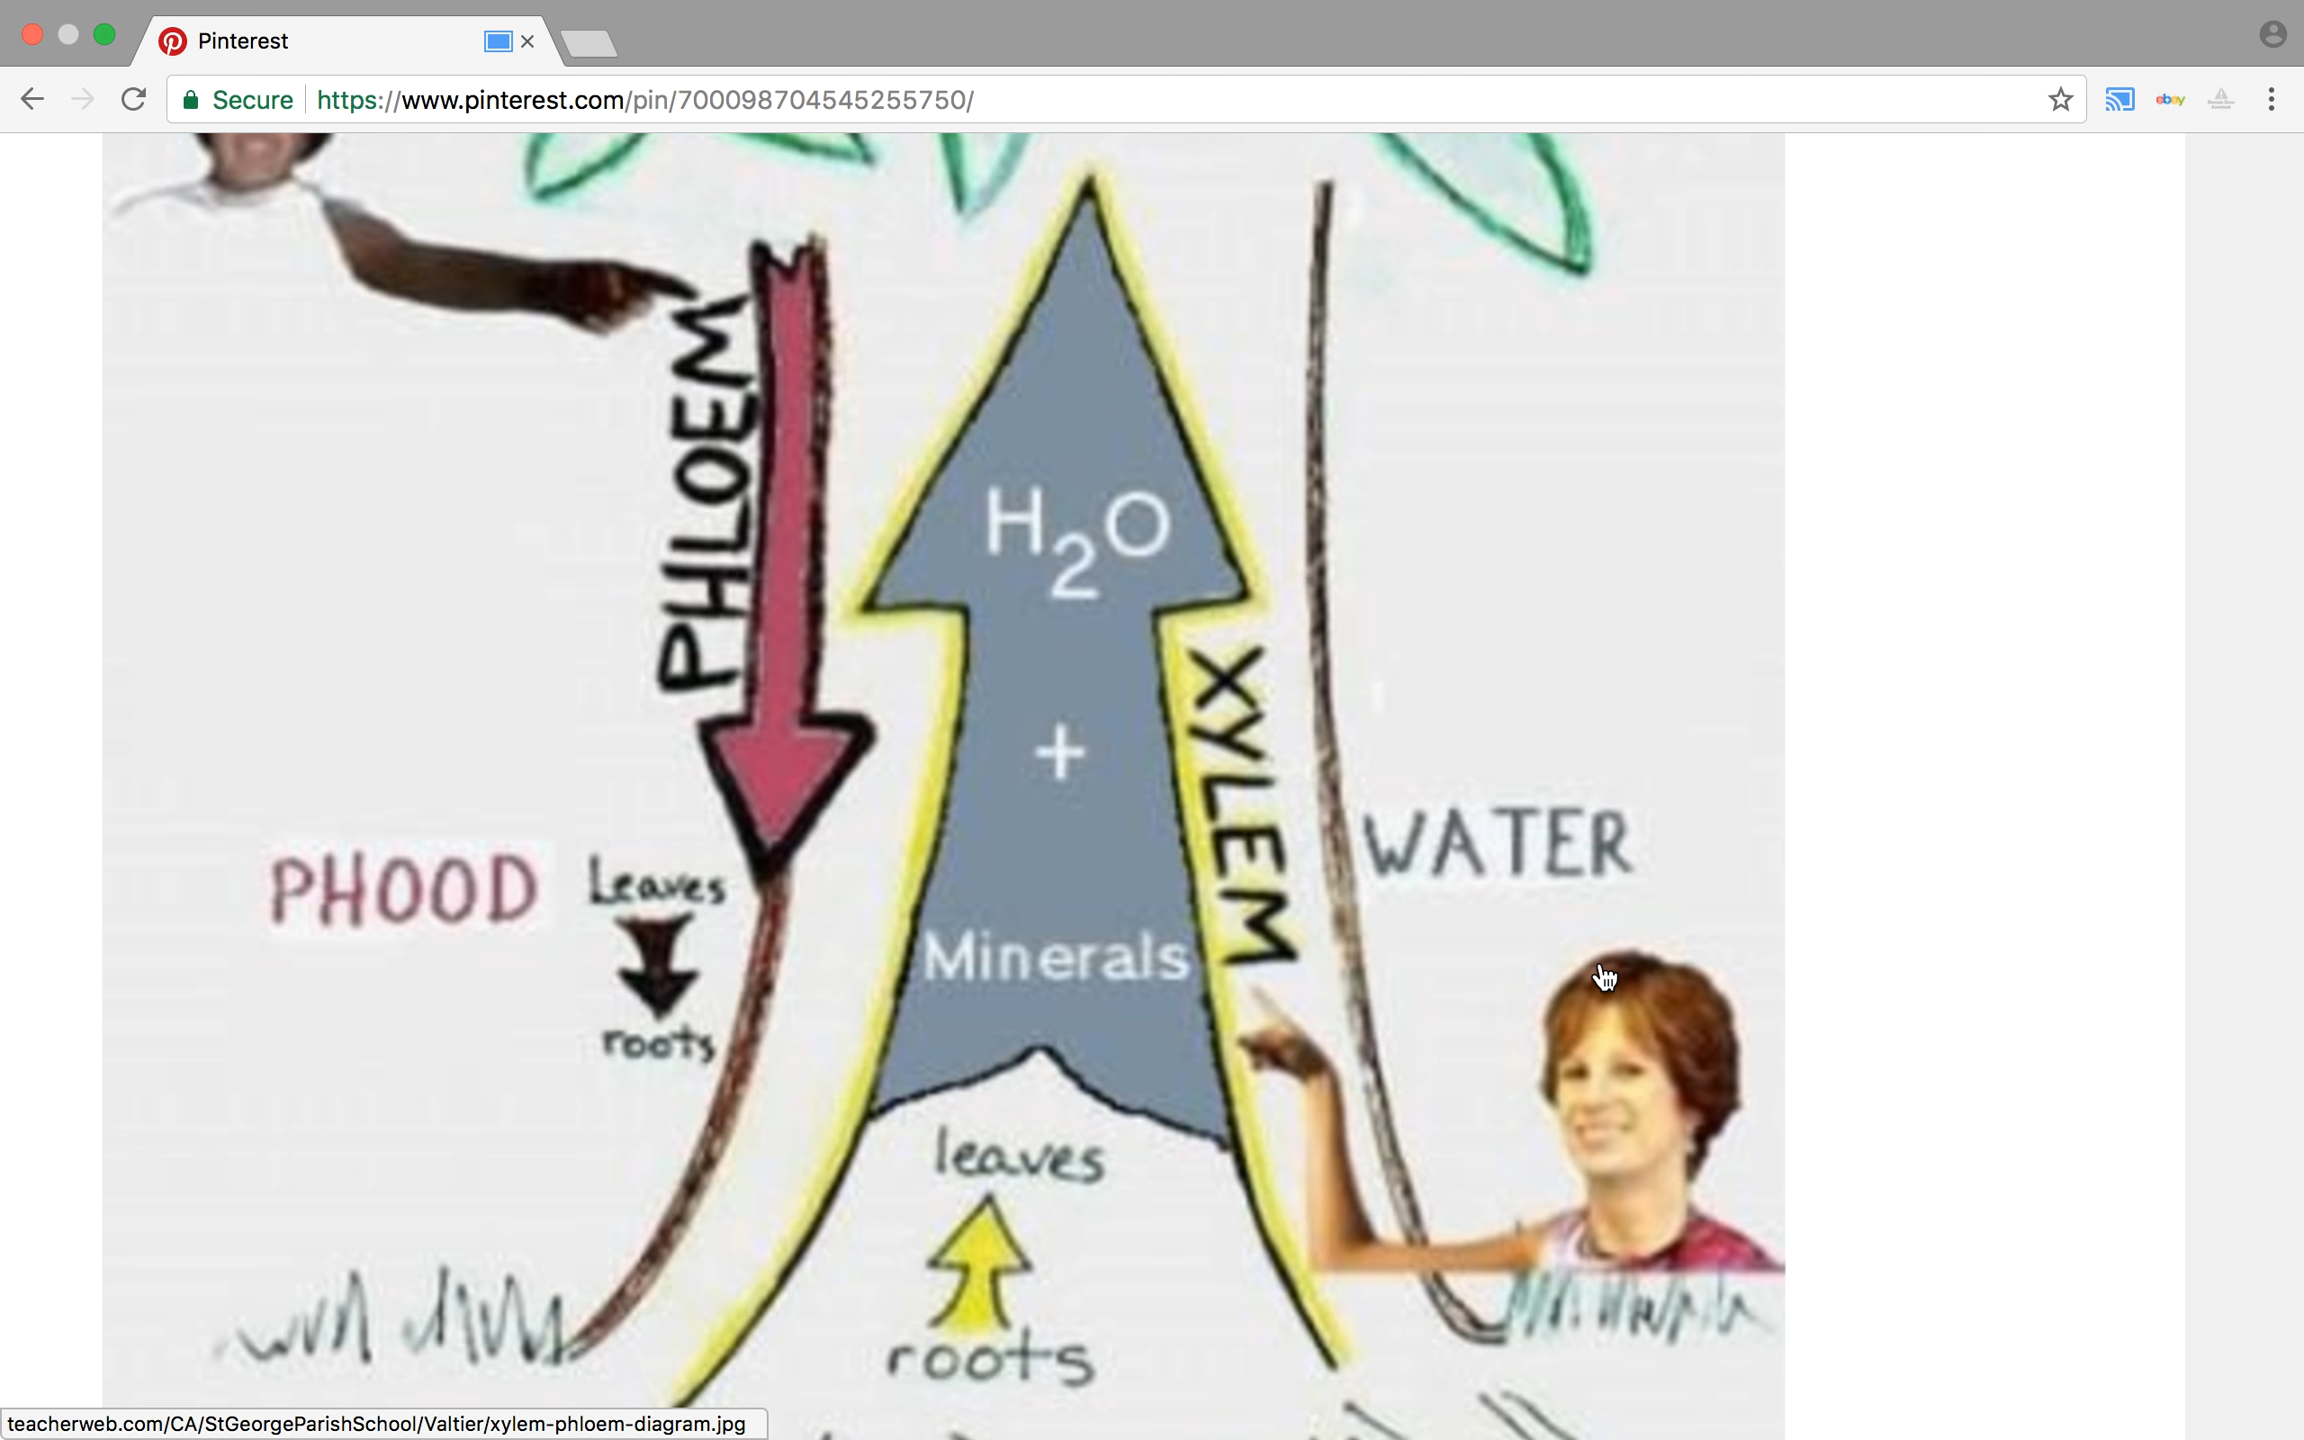 Pinterest
Secure
https://www.pinterest.com/pin/700098704545255750/
ebay
PHLOEM
H2O
+
Minerals
XYLEM
WATER
PHOOD
Leaves
roots
leaves
roots
teacherweb.com/CA/StGeorgeParishSchool/Valtier/xylem-phloem-diagram.jpg